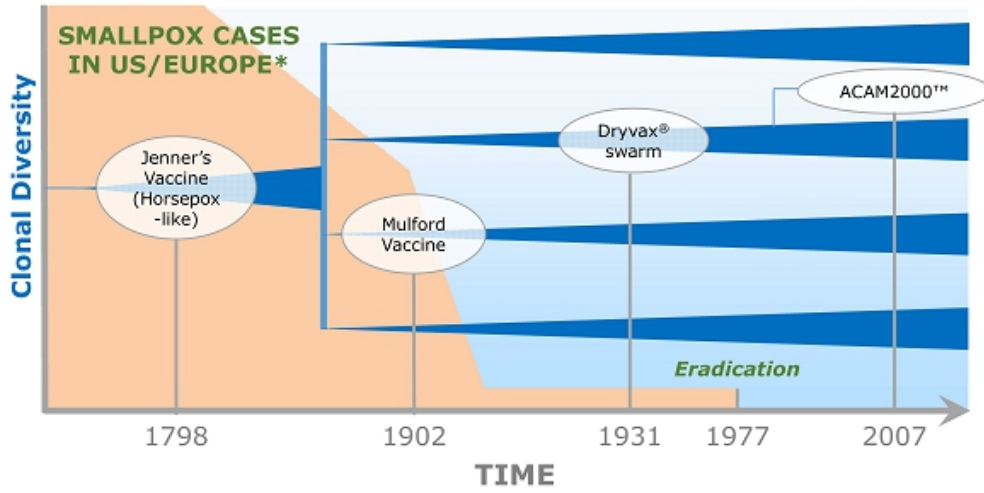 SMALLPOX CASES
IN US/EUROPE*
Clonal Diversity
Jenner's
Vaccine
(Horsepox
-like)
Mulford
Vaccine
Dryvax®
swarm
ACAM2000™
Eradication
1798
1902
1931
1977
2007
TIME